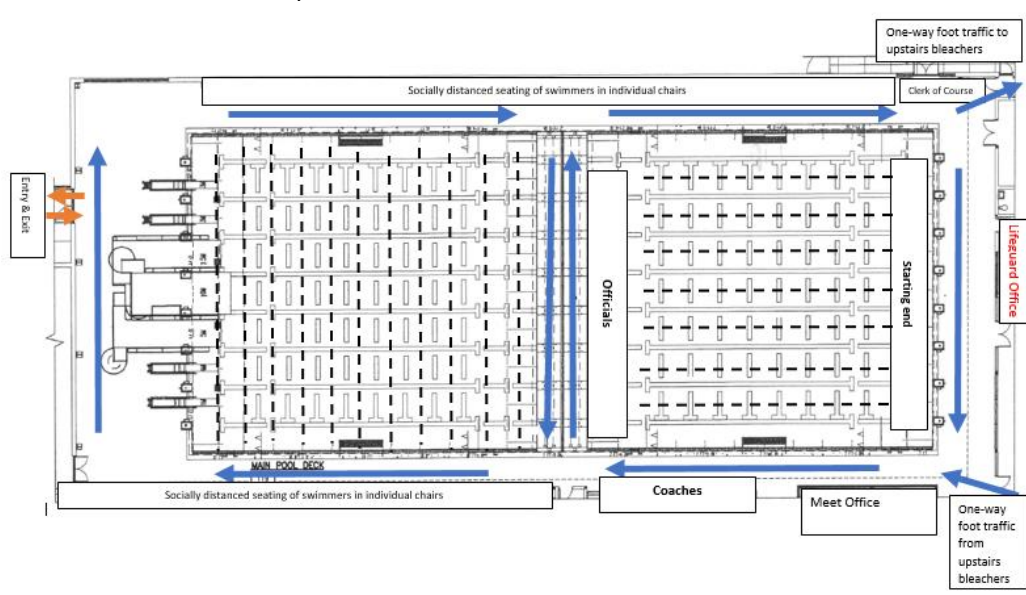 One-way foot traffic to
upstairs bleachers
Socially distanced seating of swimmers in individual chairs
Clerk of Course
Entry & Exit
Lifeguard Office
Officials
Starting end
MAIN POOL DECK
Socially distanced seating of swimmers in individual chairs
Coaches
Meet Office
One-way
foot traffic
from
upstairs
bleachers